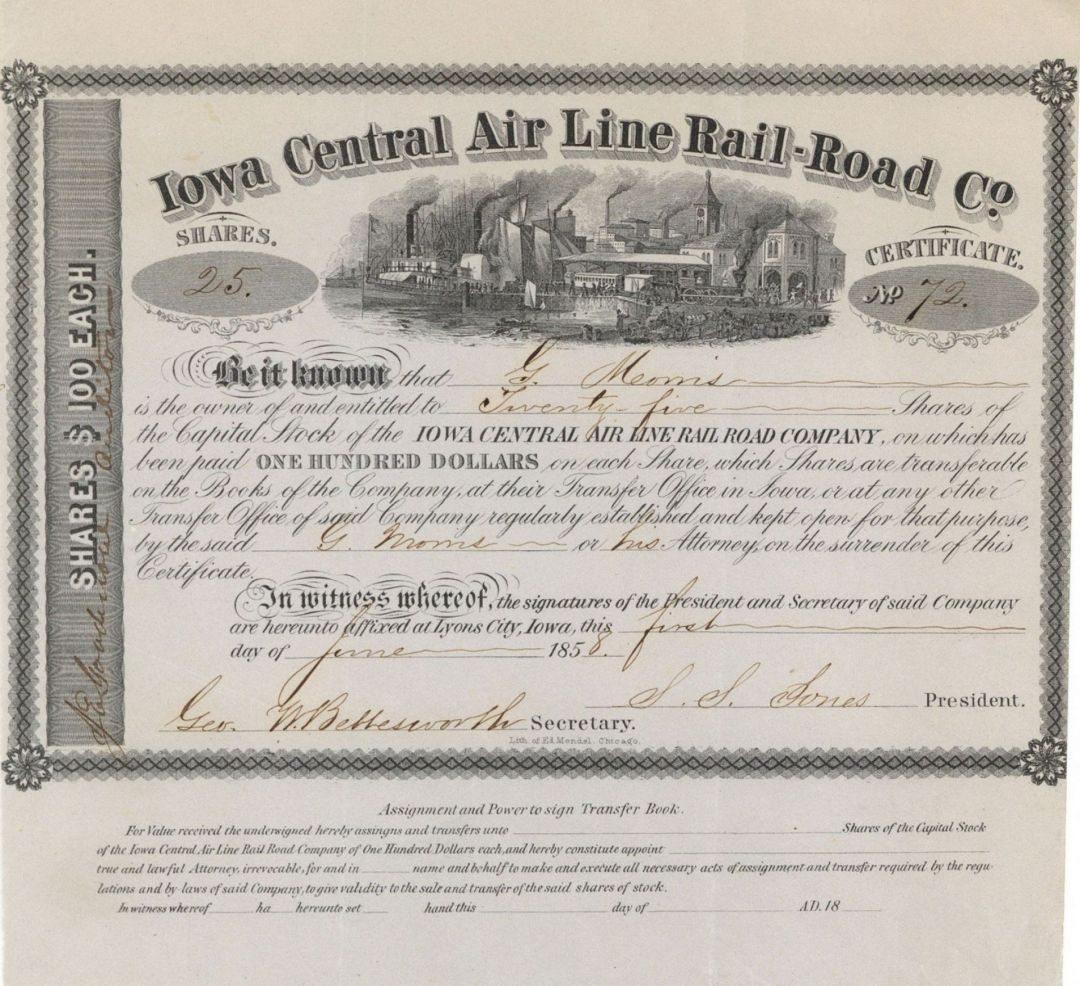 Iowa Central Air Line Rail-Road Co.
SHARES.
25.
CERTIFICATE.
No 72.
SHARES $ 100 EACH.
Be it known that G. Morris
is the owner of and entitled to Twenty-five Shares of
the Capital Stock of the IOWA CENTRAL AIR LINE RAIL ROAD COMPANY, on which has
been paid ONE HUNDRED DOLLARS on each Share, which Shares are transferable
on the Books of the Company, at their Transfer Office in Iowa, or at any other
Transfer Office of said Company regularly established and kept open for that purpose,
by the said G. Morris or his Attorney, on the surrender of this
Certificate.
In witness whereof, the signatures of the President and Secretary of said Company
are hereunto affixed at Lyons City, Iowa, this first
day of June 1858.
S. S. Jones President.
Geo. W. Bettesworth Secretary.
Lith. of Ed. Mendel. Chicago.
Assignment and Power to sign Transfer Book.
For Value received the undersigned hereby assingns and transfers unto Shares of the Capital Stock
of the Iowa Central Air Line Rail Road Company of One Hundred Dollars each, and hereby constitute appoint
true and lawful Attorney, irrevocable, for and in name and behalf to make and execute all necessary acts of assignment and transfer required by the regu-
lations and by-laws of said Company, to give validity to the sale and transfer of the said shares of stock.
In witness whereof ha hereunto set hand this day of A.D. 18